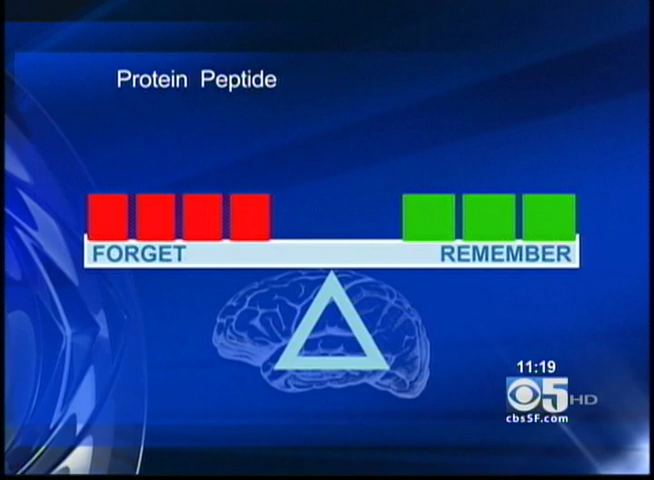 Protein Peptide
FORGET REMEMBER
11:19
5 HD
cbsSF.com